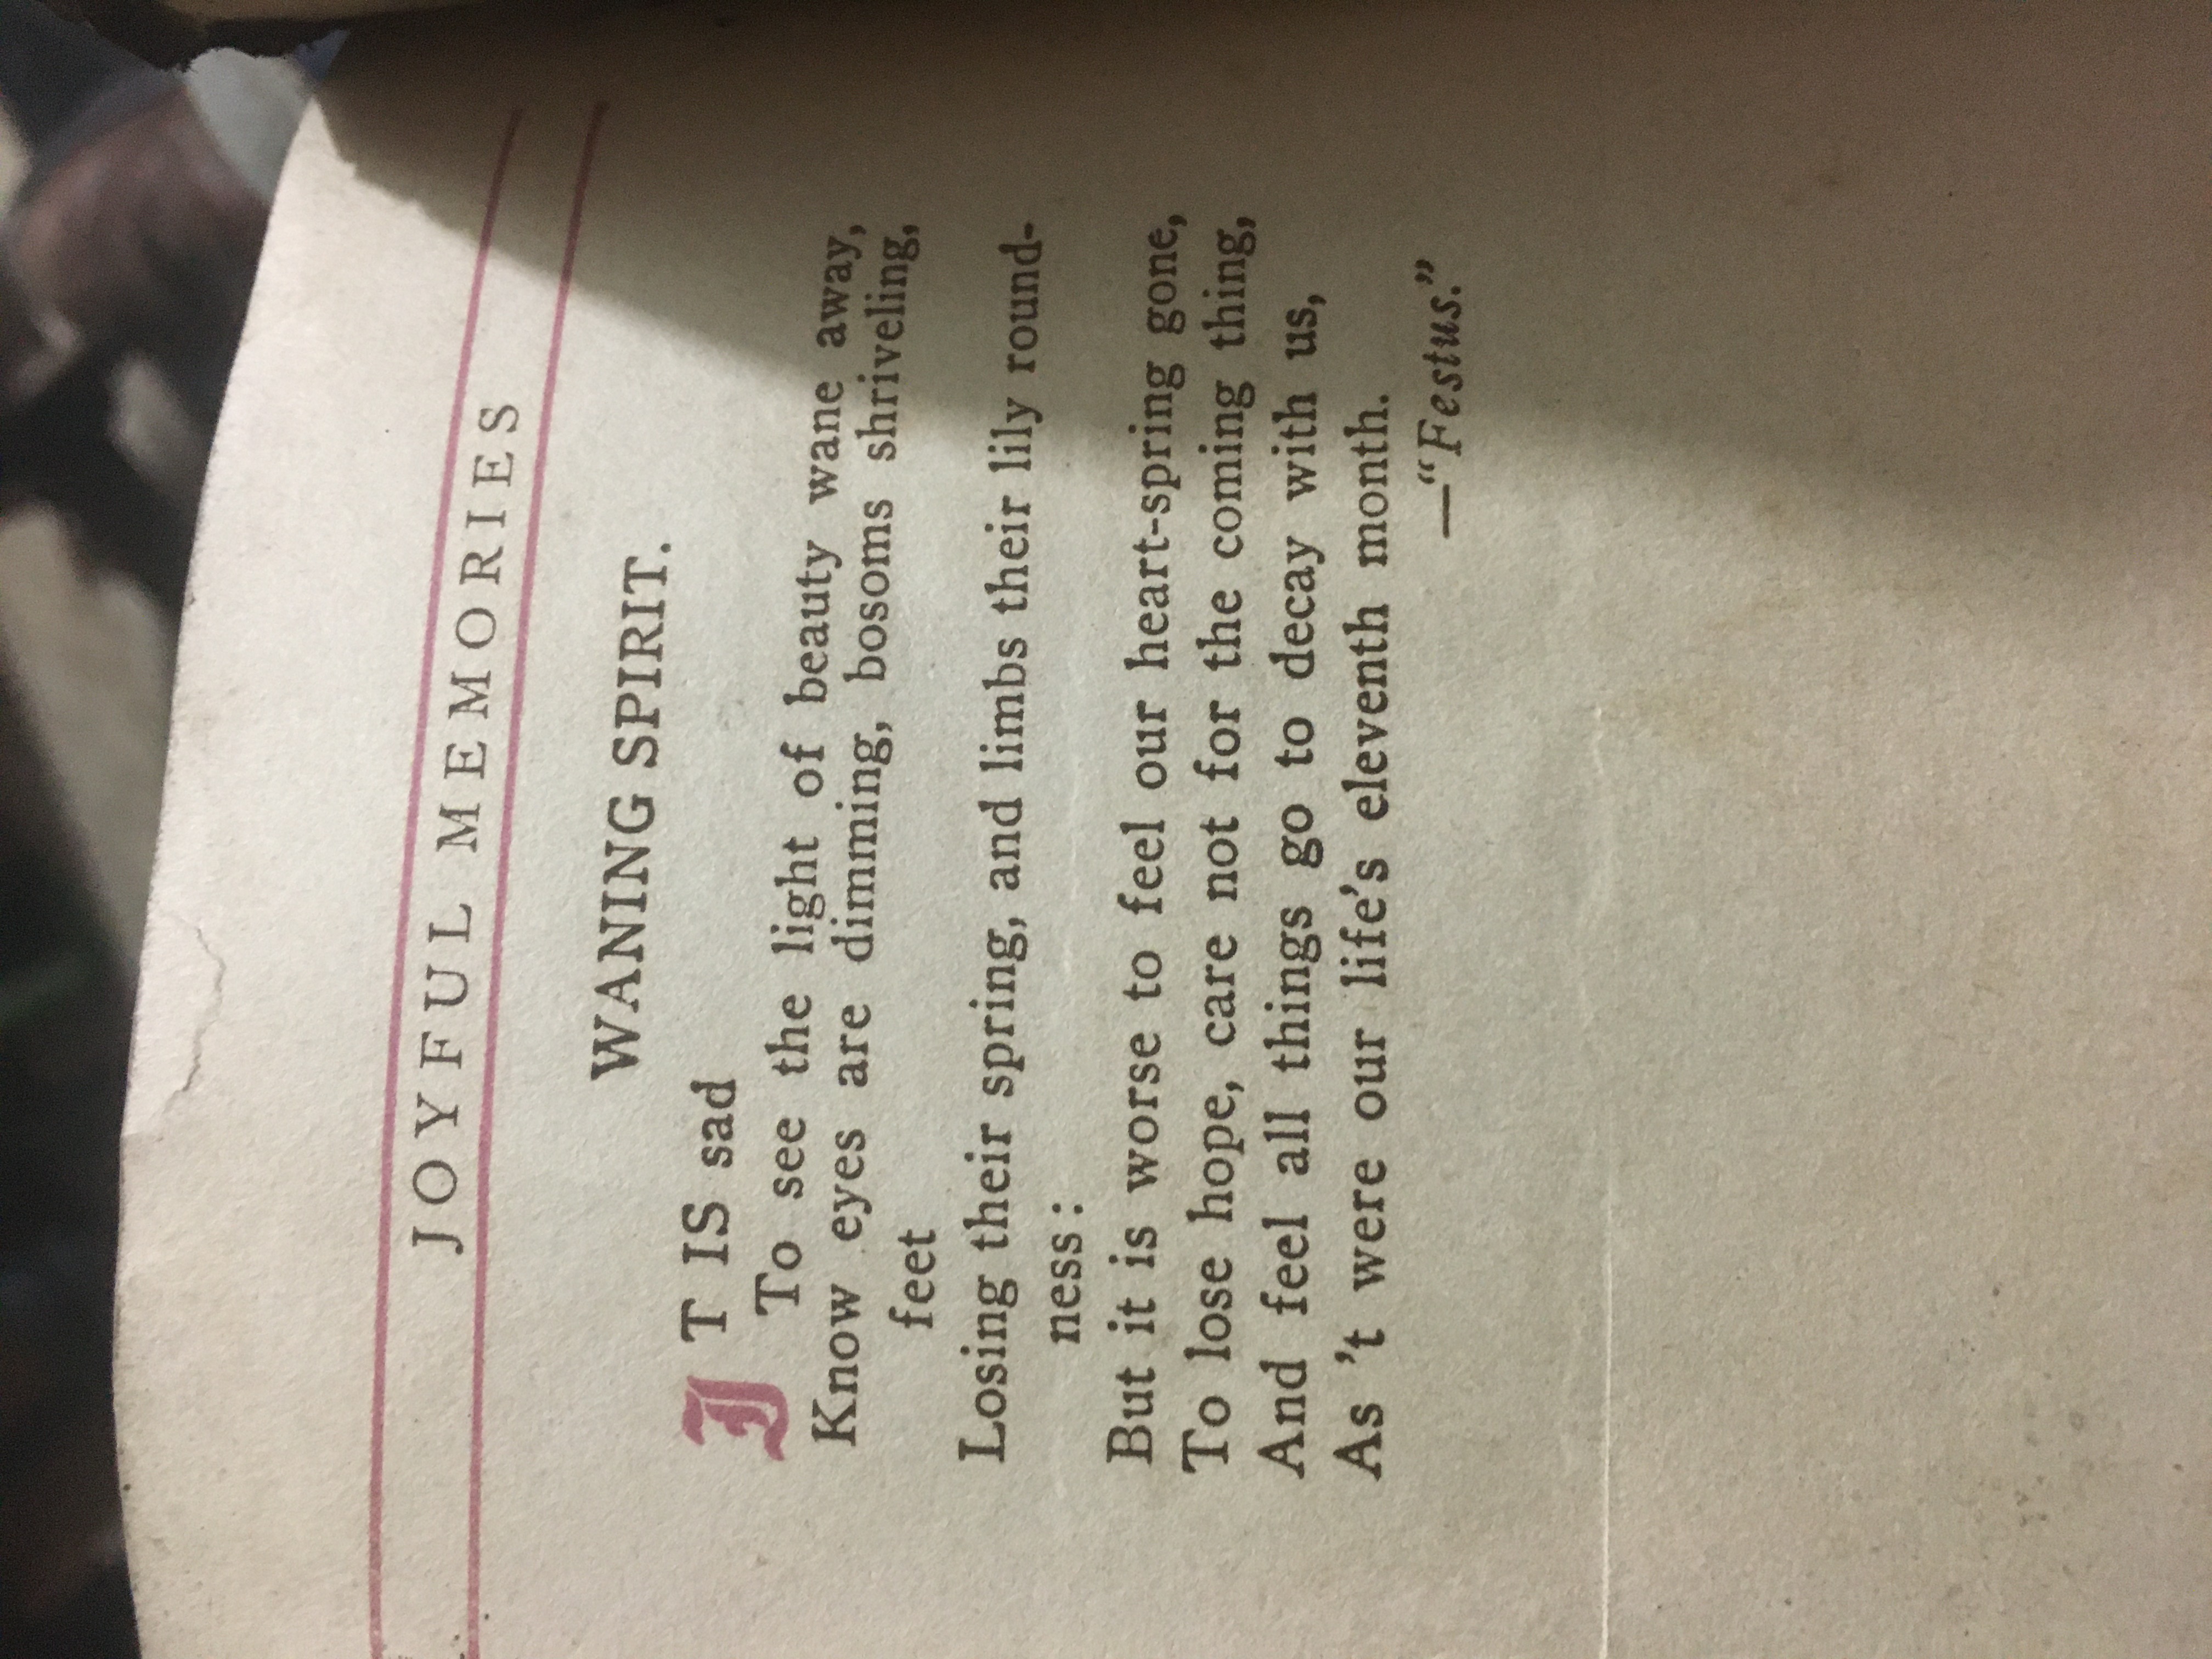 JOYFUL MEMORIES
WANING SPIRIT.
IT IS sad
To see the light of beauty wane away,
Know eyes are dimming, bosoms shriveling,
feet
Losing their spring, and limbs their lily round-
ness:
But it is worse to feel our heart-spring gone,
To lose hope, care not for the coming thing,
And feel all things go to decay with us,
As 't were our life's eleventh month.
—"Festus."